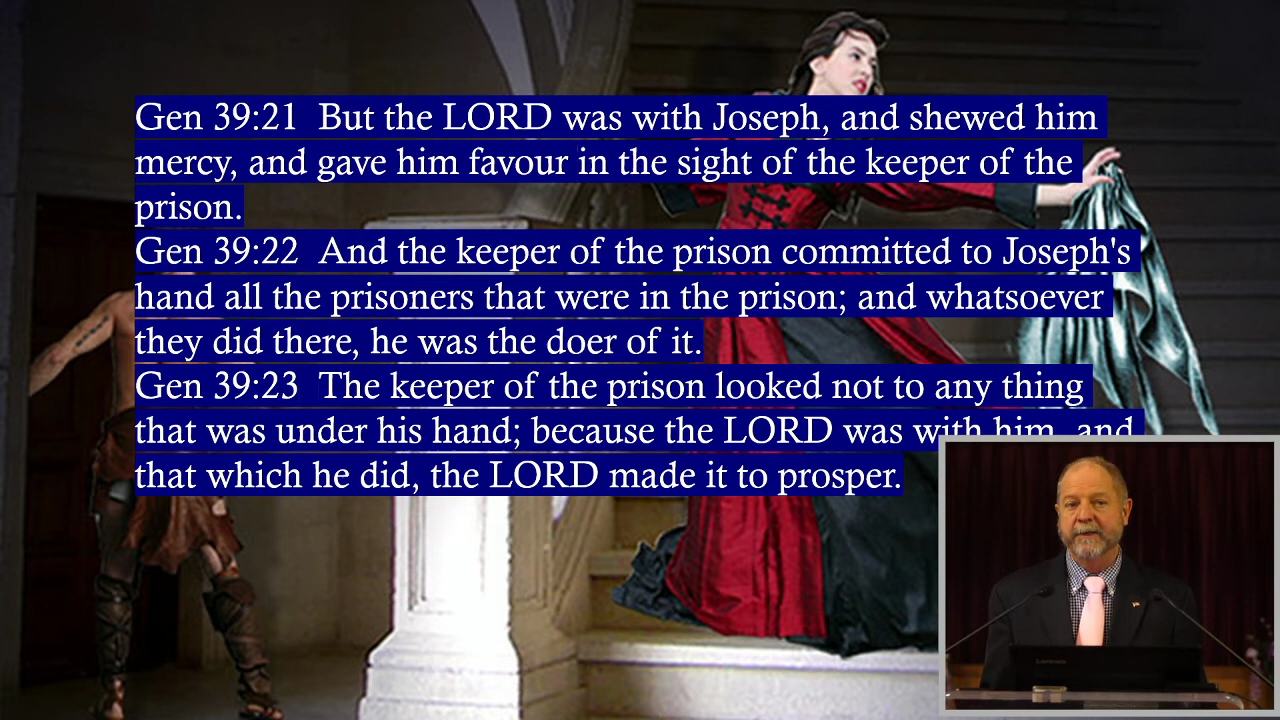 Gen 39:21  But the LORD was with Joseph, and shewed him
mercy, and gave him favour in the sight of the keeper of the
prison.
Gen 39:22  And the keeper of the prison committed to Joseph's
hand all the prisoners that were in the prison; and whatsoever
they did there, he was the doer of it.
Gen 39:23  The keeper of the prison looked not to any thing
that was under his hand; because the LORD was with him, and
that which he did, the LORD made it to prosper.
Lenovo